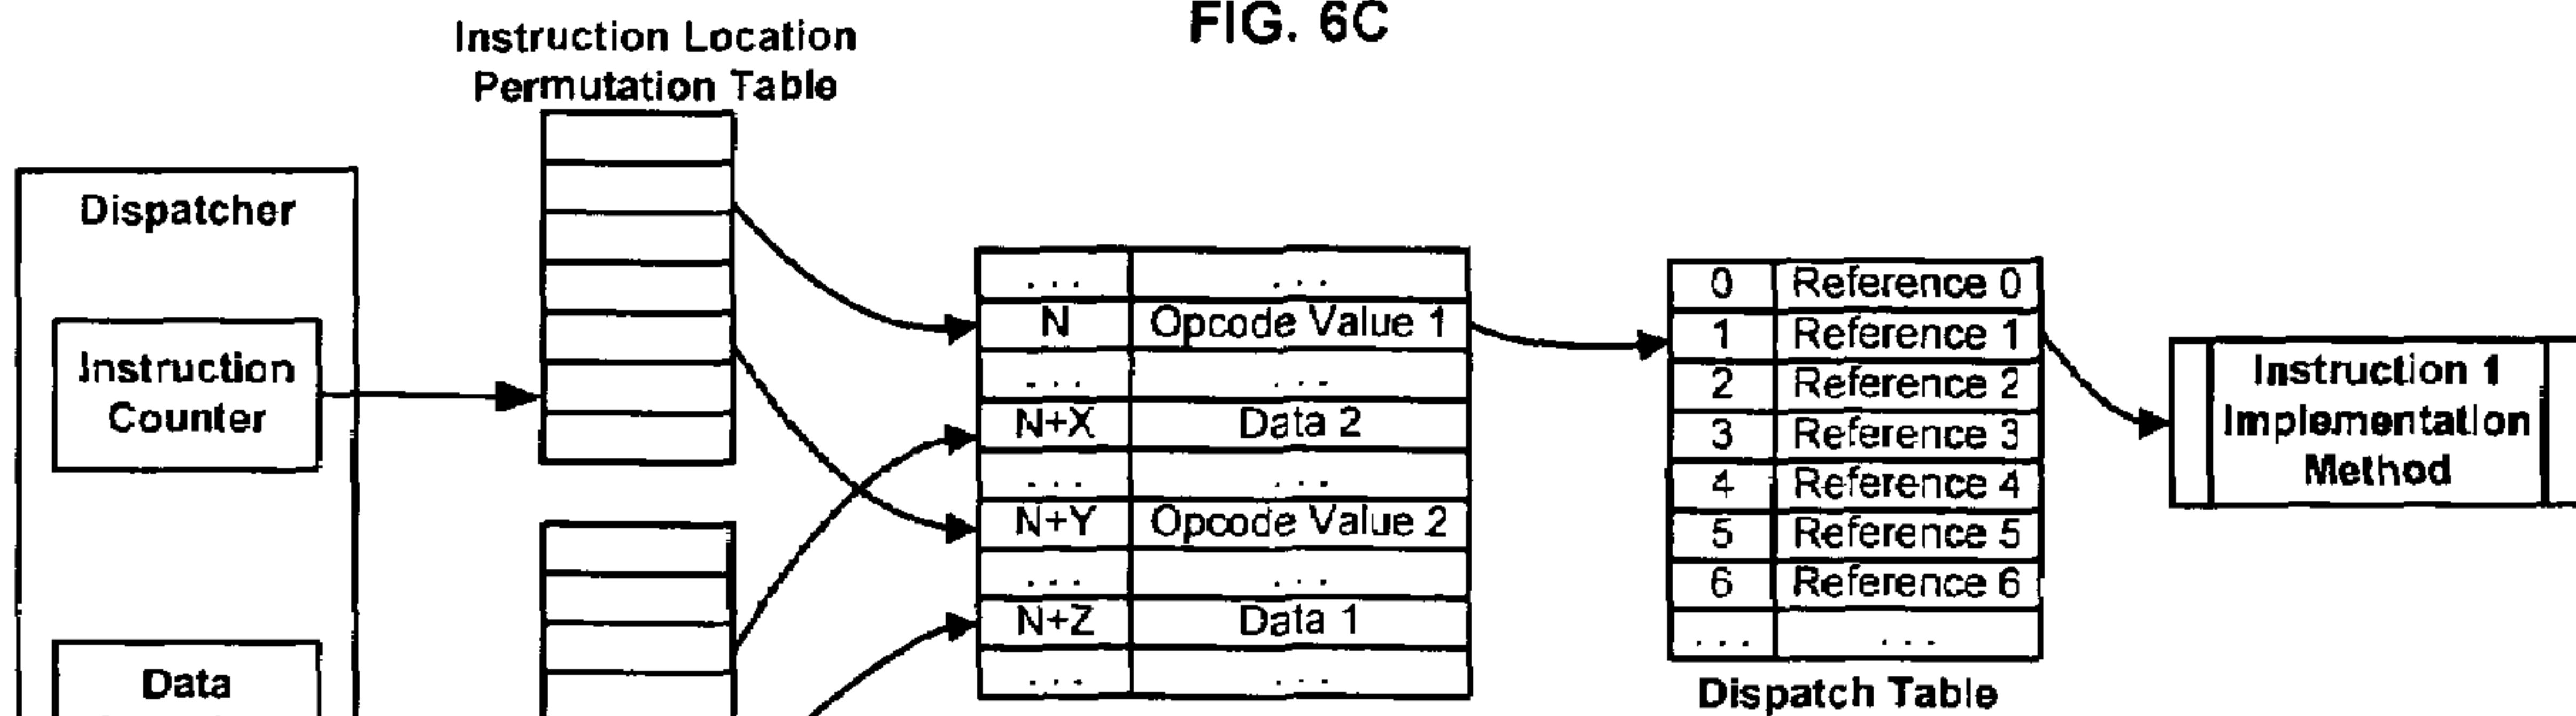 FIG. 6C
Instruction Location
Permutation Table
Dispatcher
Instruction
Counter
Data
... ...
N Opcode Value 1
... ...
N+X Data 2
... ...
N+Y Opcode Value 2
... ...
N+Z Data 1
... ...
0 Reference 0
1 Reference 1
2 Reference 2
3 Reference 3
4 Reference 4
5 Reference 5
6 Reference 6
... ...
Dispatch Table
Instruction 1
Implementation
Method